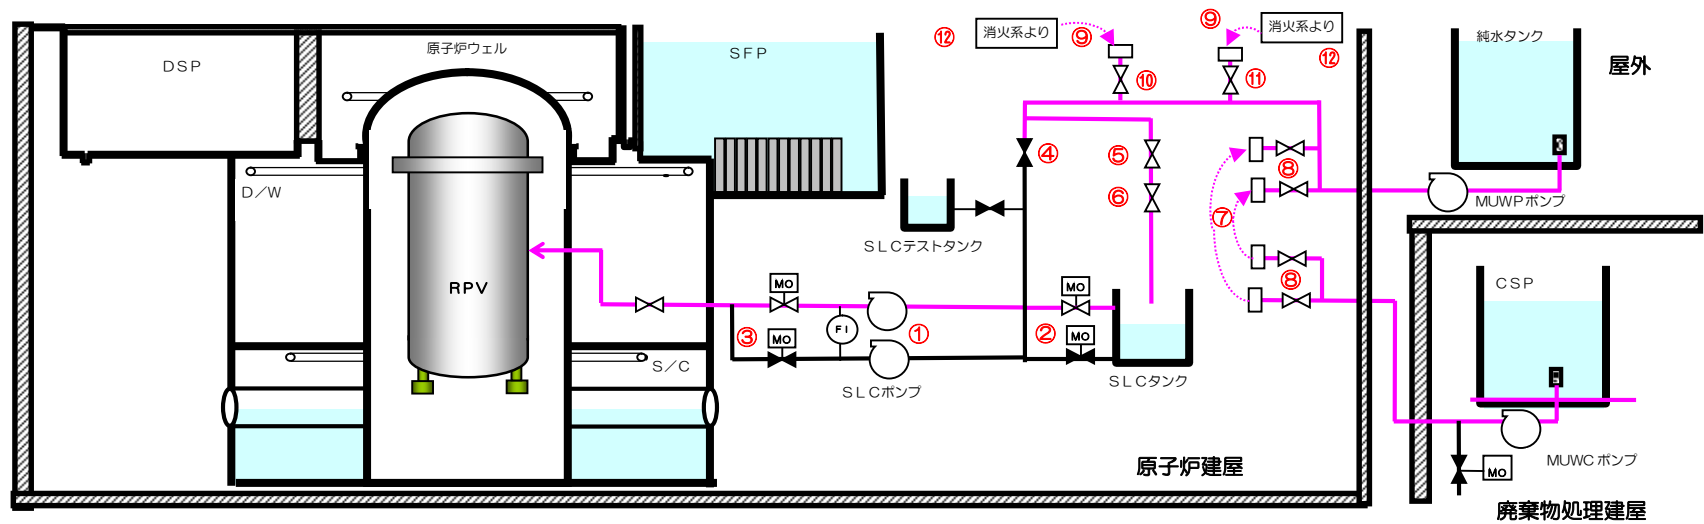 ⑫
消火系より
⑨
⑨
消火系より
⑫
純水タンク
屋外
原子炉ウェル
DSP
SFP
⑩
⑪
④
⑤
⑧
⑥
D/W
⑦
MUWPポンプ
SLCテストタンク
RPV
MO
MO
⑧
CSP
③
FI
①
②
MO
MO
S/C
SLCポンプ
SLCタンク
原子炉建屋
MUWCポンプ
MO
廃棄物処理建屋